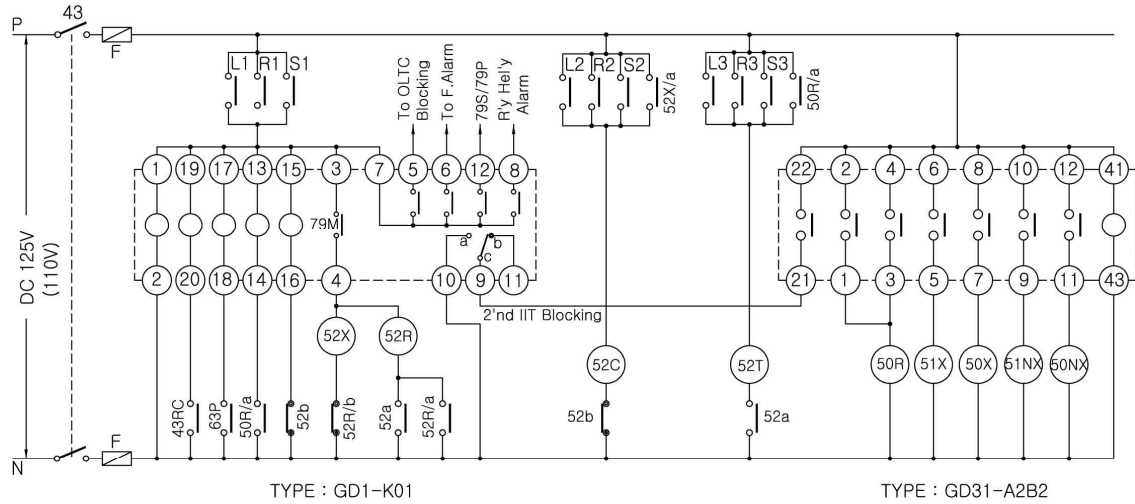 P
43
F
L1 R1 S1
To OLTC
Blocking
To F.Alarm
79S/79P
R'y Hel'y
Alarm
L2 R2 S2
52X/a
L3 R3 S3
50R/a
1 19 17 13 15 3 7 5 6 12 8
22 2 4 6 8 10 12 41
79M
a b
c
DC 125V
(110V)
2 20 18 14 16 4 10 9 11
21 1 3 5 7 9 11 43
2'nd IIT Blocking
52X 52R
52C
52T
50R 51X 50X 51NX 50NX
43RC
63P
50R/a
52b
52R/b
52a
52R/a
52b
52a
F
N
TYPE : GD1-K01
TYPE : GD31-A2B2